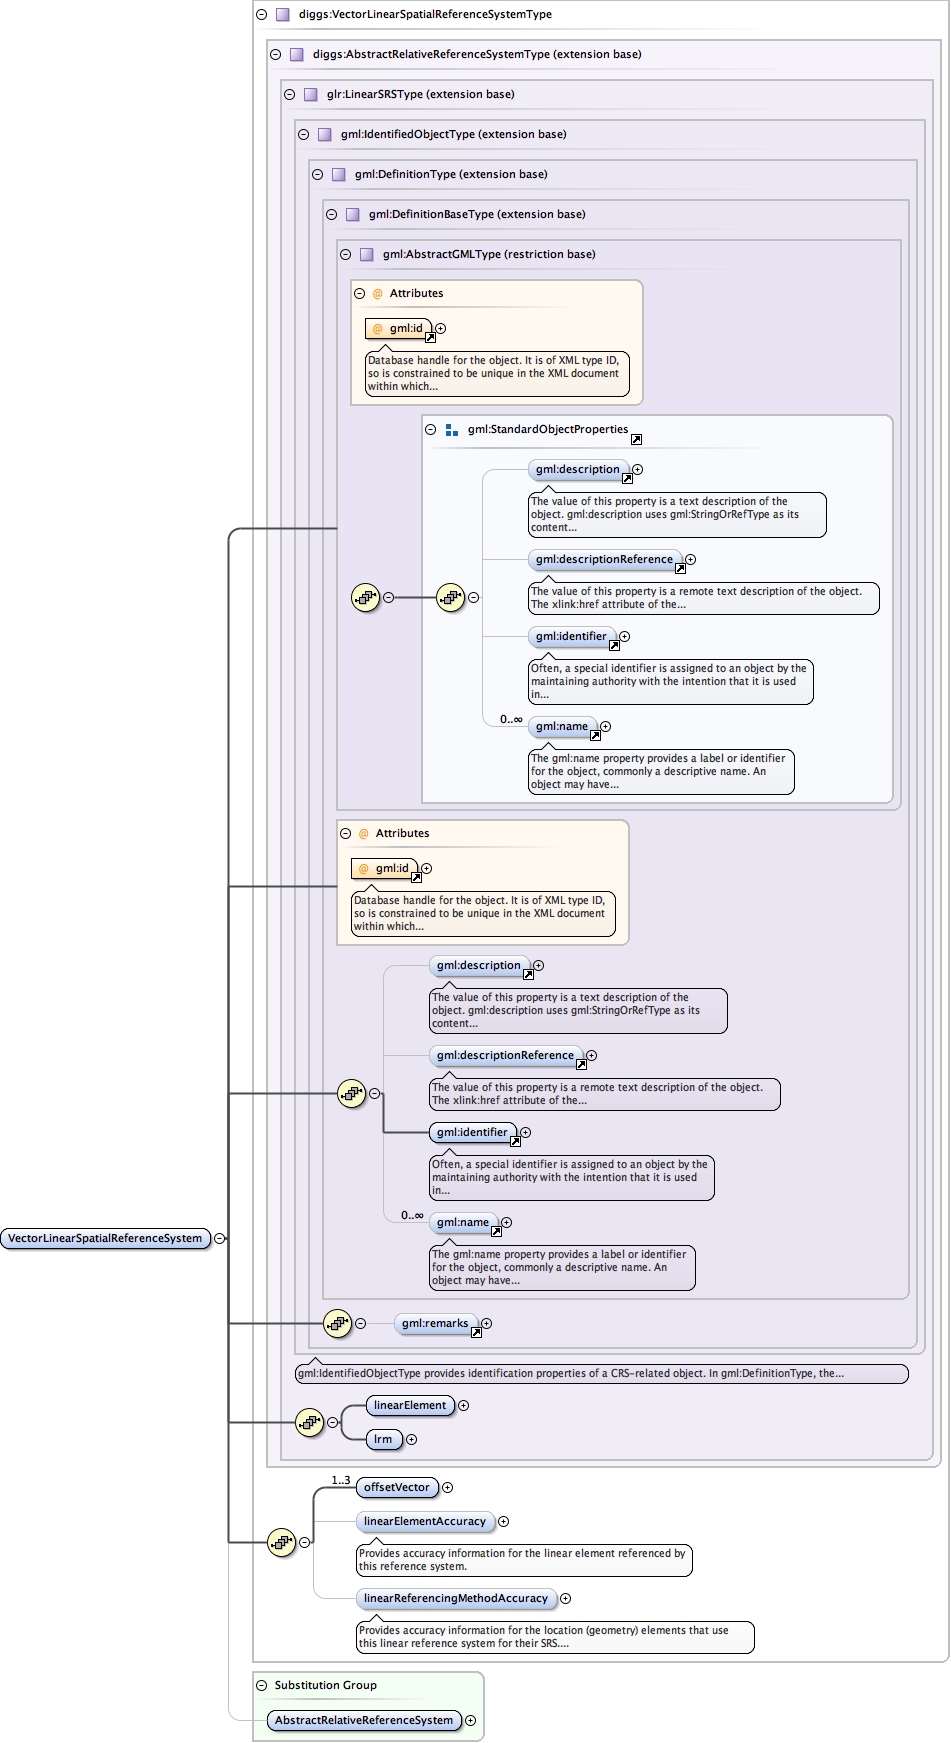 diggs:VectorLinearSpatialReferenceSystemType
diggs:AbstractRelativeReferenceSystemType (extension base)
glr:LinearSRSType (extension base)
gml:IdentifiedObjectType (extension base)
gml:DefinitionType (extension base)
gml:DefinitionBaseType (extension base)
gml:AbstractGMLType (restriction base)
@ Attributes
@ gml:id
Database handle for the object. It is of XML type ID,
so is constrained to be unique in the XML document
within which...
gml:StandardObjectProperties
gml:description
The value of this property is a text description of the
object. gml:description uses gml:StringOrRefType as its
content...
gml:descriptionReference
The value of this property is a remote text description of the object.
The xlink:href attribute of the...
gml:identifier
Often, a special identifier is assigned to an object by the
maintaining authority with the intention that it is used
in...
0..∞
gml:name
The gml:name property provides a label or identifier
for the object, commonly a descriptive name. An
object may have...
@ Attributes
@ gml:id
Database handle for the object. It is of XML type ID,
so is constrained to be unique in the XML document
within which...
gml:description
The value of this property is a text description of the
object. gml:description uses gml:StringOrRefType as its
content...
gml:descriptionReference
The value of this property is a remote text description of the object.
The xlink:href attribute of the...
gml:identifier
Often, a special identifier is assigned to an object by the
maintaining authority with the intention that it is used
in...
0..∞
gml:name
The gml:name property provides a label or identifier
for the object, commonly a descriptive name. An
object may have...
VectorLinearSpatialReferenceSystem
gml:remarks
gml:IdentifiedObjectType provides identification properties of a CRS-related object. In gml:DefinitionType, the...
linearElement
lrm
1..3
offsetVector
linearElementAccuracy
Provides accuracy information for the linear element referenced by
this reference system.
linearReferencingMethodAccuracy
Provides accuracy information for the location (geometry) elements that use
this linear reference system for their SRS....
Substitution Group
AbstractRelativeReferenceSystem